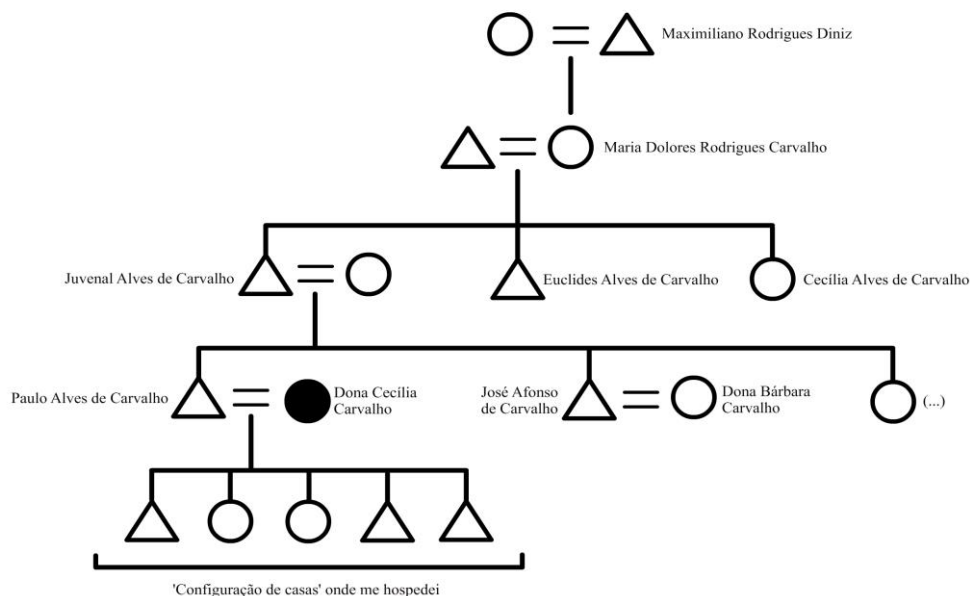 Maximiliano Rodrigues Diniz
Maria Dolores Rodrigues Carvalho
Juvenal Alves de Carvalho
Euclides Alves de Carvalho
Cecília Alves de Carvalho
Paulo Alves de Carvalho
Dona Cecília
Carvalho
José Afonso
de Carvalho
Dona Bárbara
Carvalho
(...)
'Configuração de casas' onde me hospedei